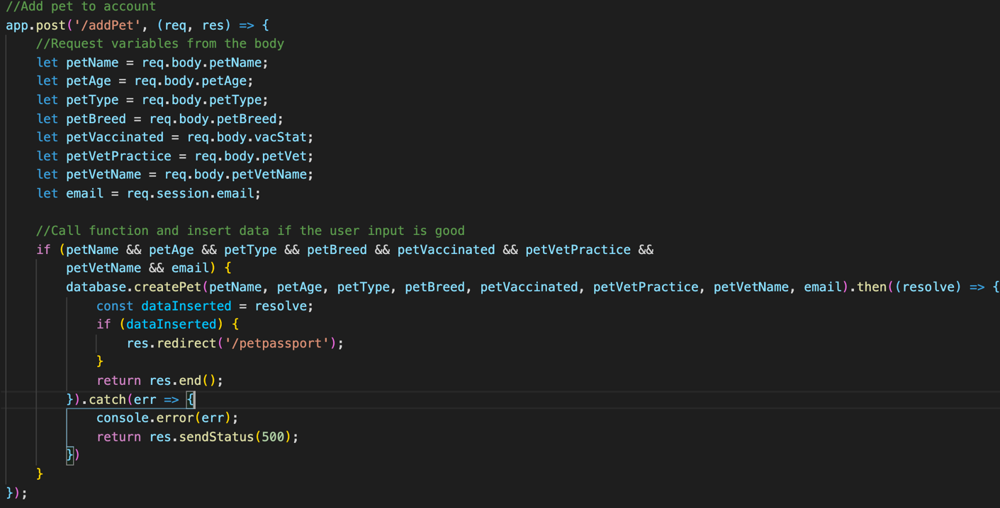 //Add pet to account
app.post('/addPet', (req, res) => {
    //Request variables from the body
    let petName = req.body.petName;
    let petAge = req.body.petAge;
    let petType = req.body.petType;
    let petBreed = req.body.petBreed;
    let petVaccinated = req.body.vacStat;
    let petVetPractice = req.body.petVet;
    let petVetName = req.body.petVetName;
    let email = req.session.email;

    //Call function and insert data if the user input is good
    if (petName && petAge && petType && petBreed && petVaccinated && petVetPractice &&
        petVetName && email) {
        database.createPet(petName, petAge, petType, petBreed, petVaccinated, petVetPractice, petVetName, email).then((resolve) => {
            const dataInserted = resolve;
            if (dataInserted) {
                res.redirect('/petpassport');
            }
            return res.end();
        }).catch(err => {
            console.error(err);
            return res.sendStatus(500);
        })
    }
});